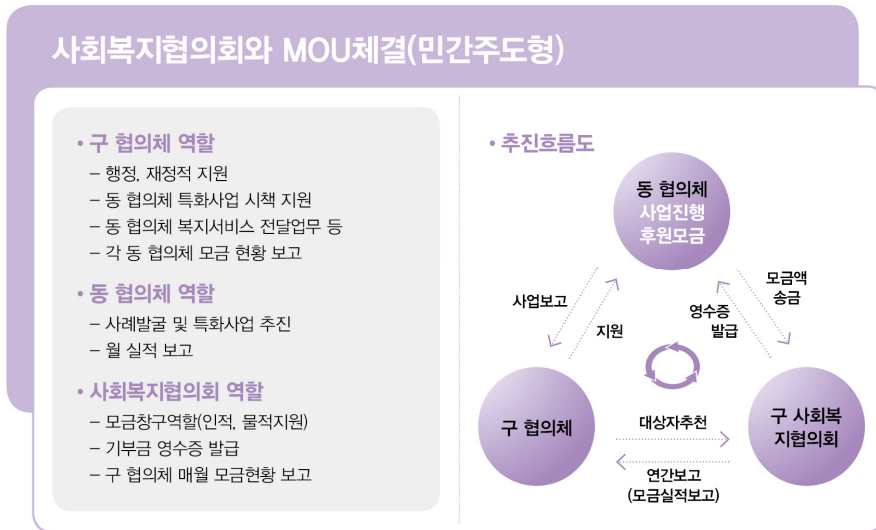 사회복지협의회와 MOU체결(민간주도형)
• 구 협의체 역할
– 행정, 재정적 지원
– 동 협의체 특화사업 시책 지원
– 동 협의체 복지서비스 전달업무 등
– 각 동 협의체 모금 현황 보고
• 동 협의체 역할
– 사례발굴 및 특화사업 추진
– 월 실적 보고
• 사회복지협의회 역할
– 모금창구역할(인적, 물적지원)
– 기부금 영수증 발급
– 구 협의체 매월 모금현황 보고
• 추진흐름도
동 협의체
사업진행
후원모금
사업보고
지원
영수증
발급
모금액
송금
구 협의체
대상자추천
연간보고
(모금실적보고)
구 사회복
지협의회